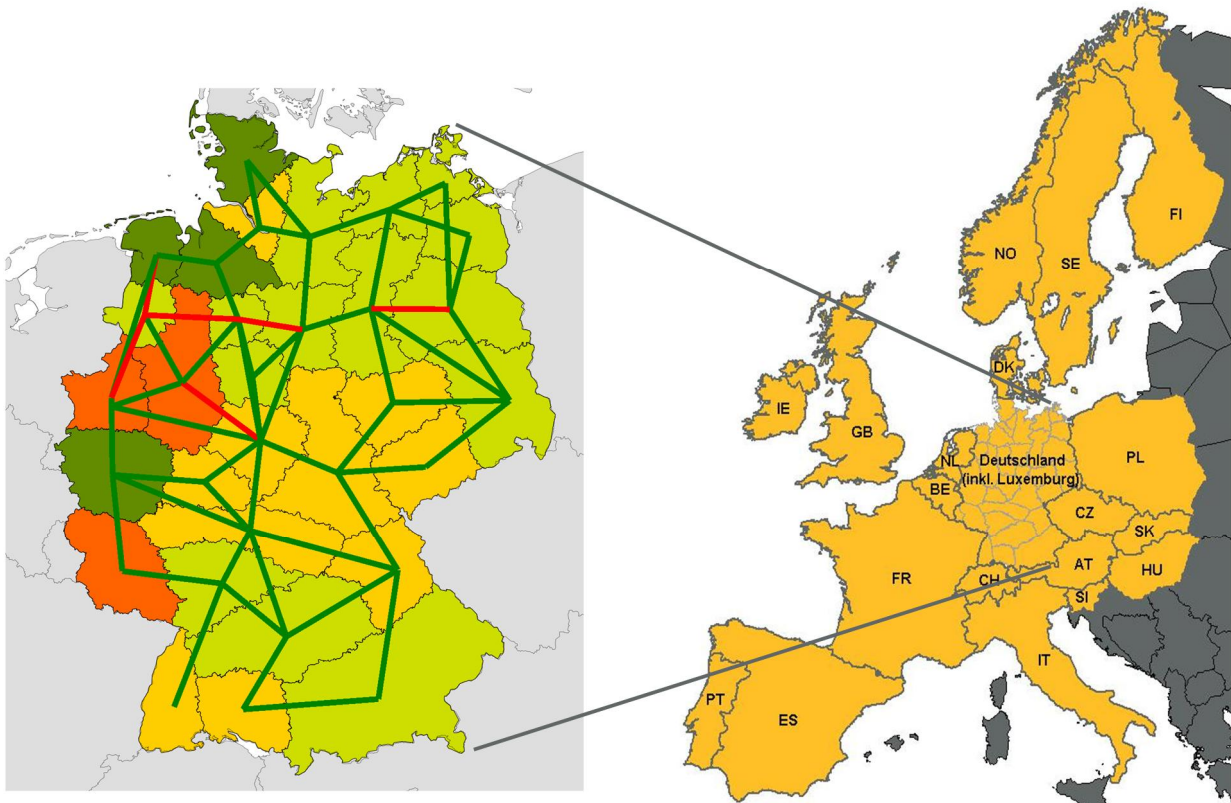 FI
NO
SE
DK
IE
GB
NL
Deutschland
(inkl. Luxemburg)
PL
BE
CZ
SK
FR
CH
AT
HU
SI
IT
PT
ES